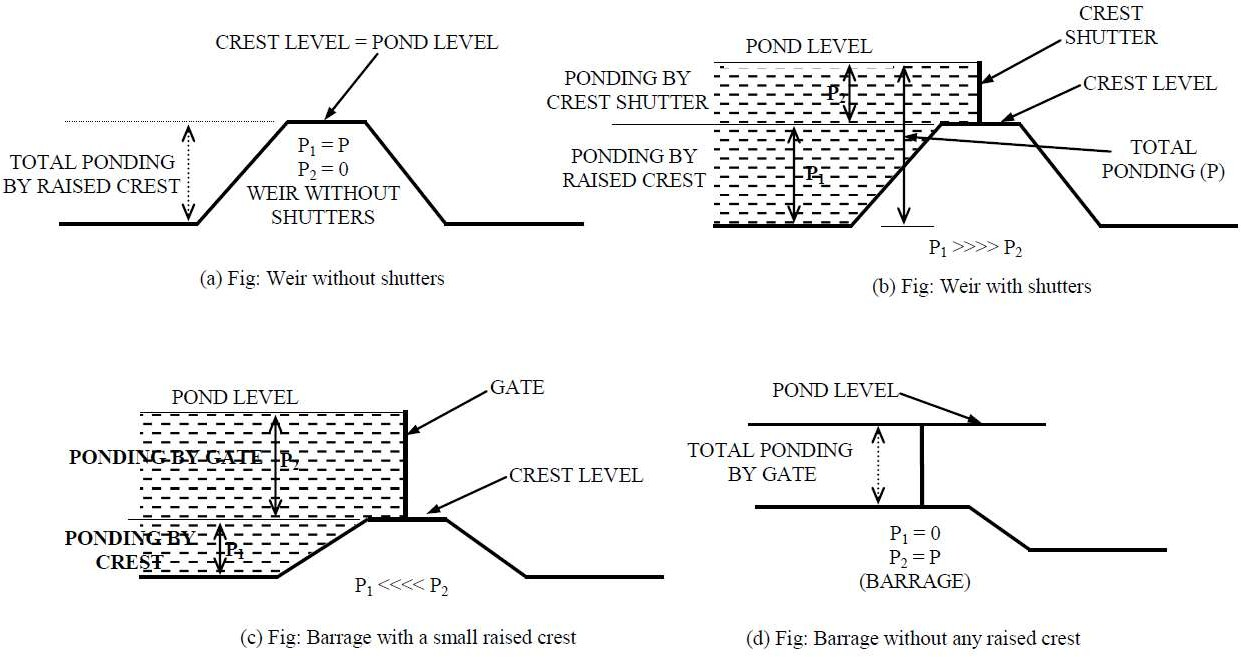 CREST LEVEL = POND LEVEL
TOTAL PONDING
BY RAISED CREST
P₁ = P
P₂ = 0
WEIR WITHOUT
SHUTTERS
(a) Fig: Weir without shutters
CREST
SHUTTER
POND LEVEL
PONDING BY
CREST SHUTTER
P₂
CREST LEVEL
PONDING BY
RAISED CREST
P₁
TOTAL
PONDING (P)
P₁ >>>> P₂
(b) Fig: Weir with shutters
POND LEVEL
GATE
PONDING BY GATE
P₂
CREST LEVEL
PONDING BY
CREST
P₁
P₁ <<<< P₂
(c) Fig: Barrage with a small raised crest
POND LEVEL
TOTAL PONDING
BY GATE
P₁ = 0
P₂ = P
(BARRAGE)
(d) Fig: Barrage without any raised crest